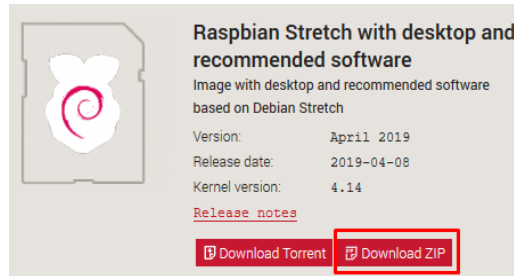 Raspbian Stretch with desktop and
recommended software
Image with desktop and recommended software
based on Debian Stretch
Version: April 2019
Release date: 2019-04-08
Kernel version: 4.14
Release notes
Download Torrent Download ZIP